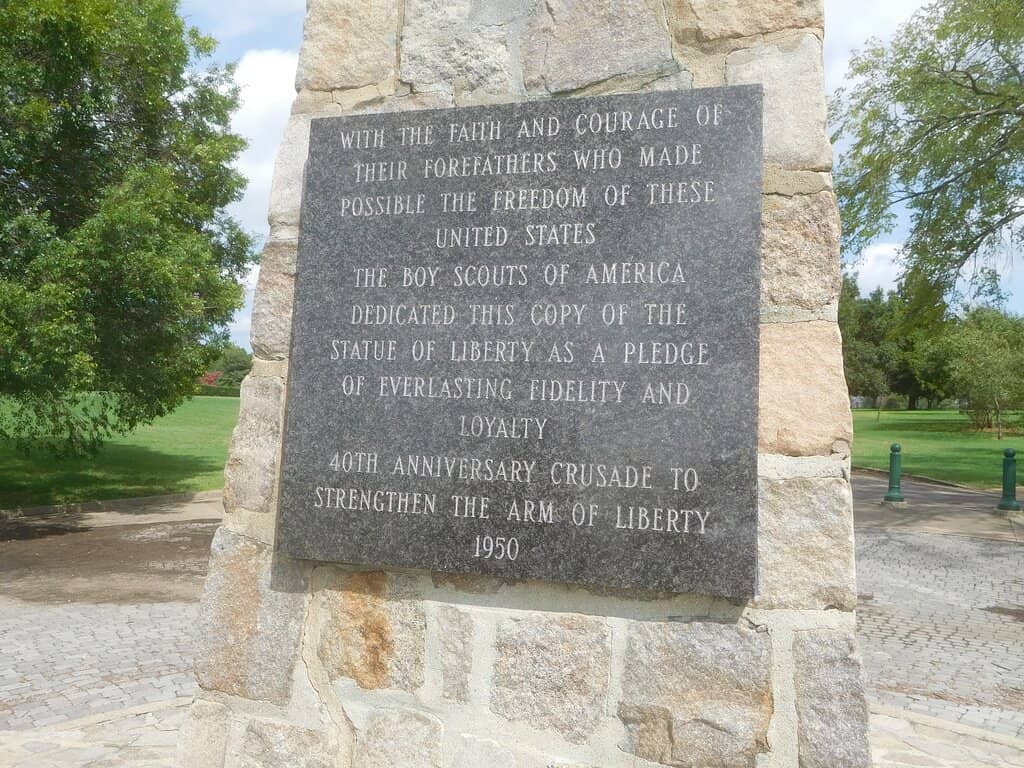 WITH THE FAITH AND COURAGE OF
THEIR FOREFATHERS WHO MADE
POSSIBLE THE FREEDOM OF THESE
UNITED STATES
THE BOY SCOUTS OF AMERICA
DEDICATED THIS COPY OF THE
STATUE OF LIBERTY AS A PLEDGE
OF EVERLASTING FIDELITY AND
LOYALTY
40TH ANNIVERSARY CRUSADE TO
STRENGTHEN THE ARM OF LIBERTY
1950